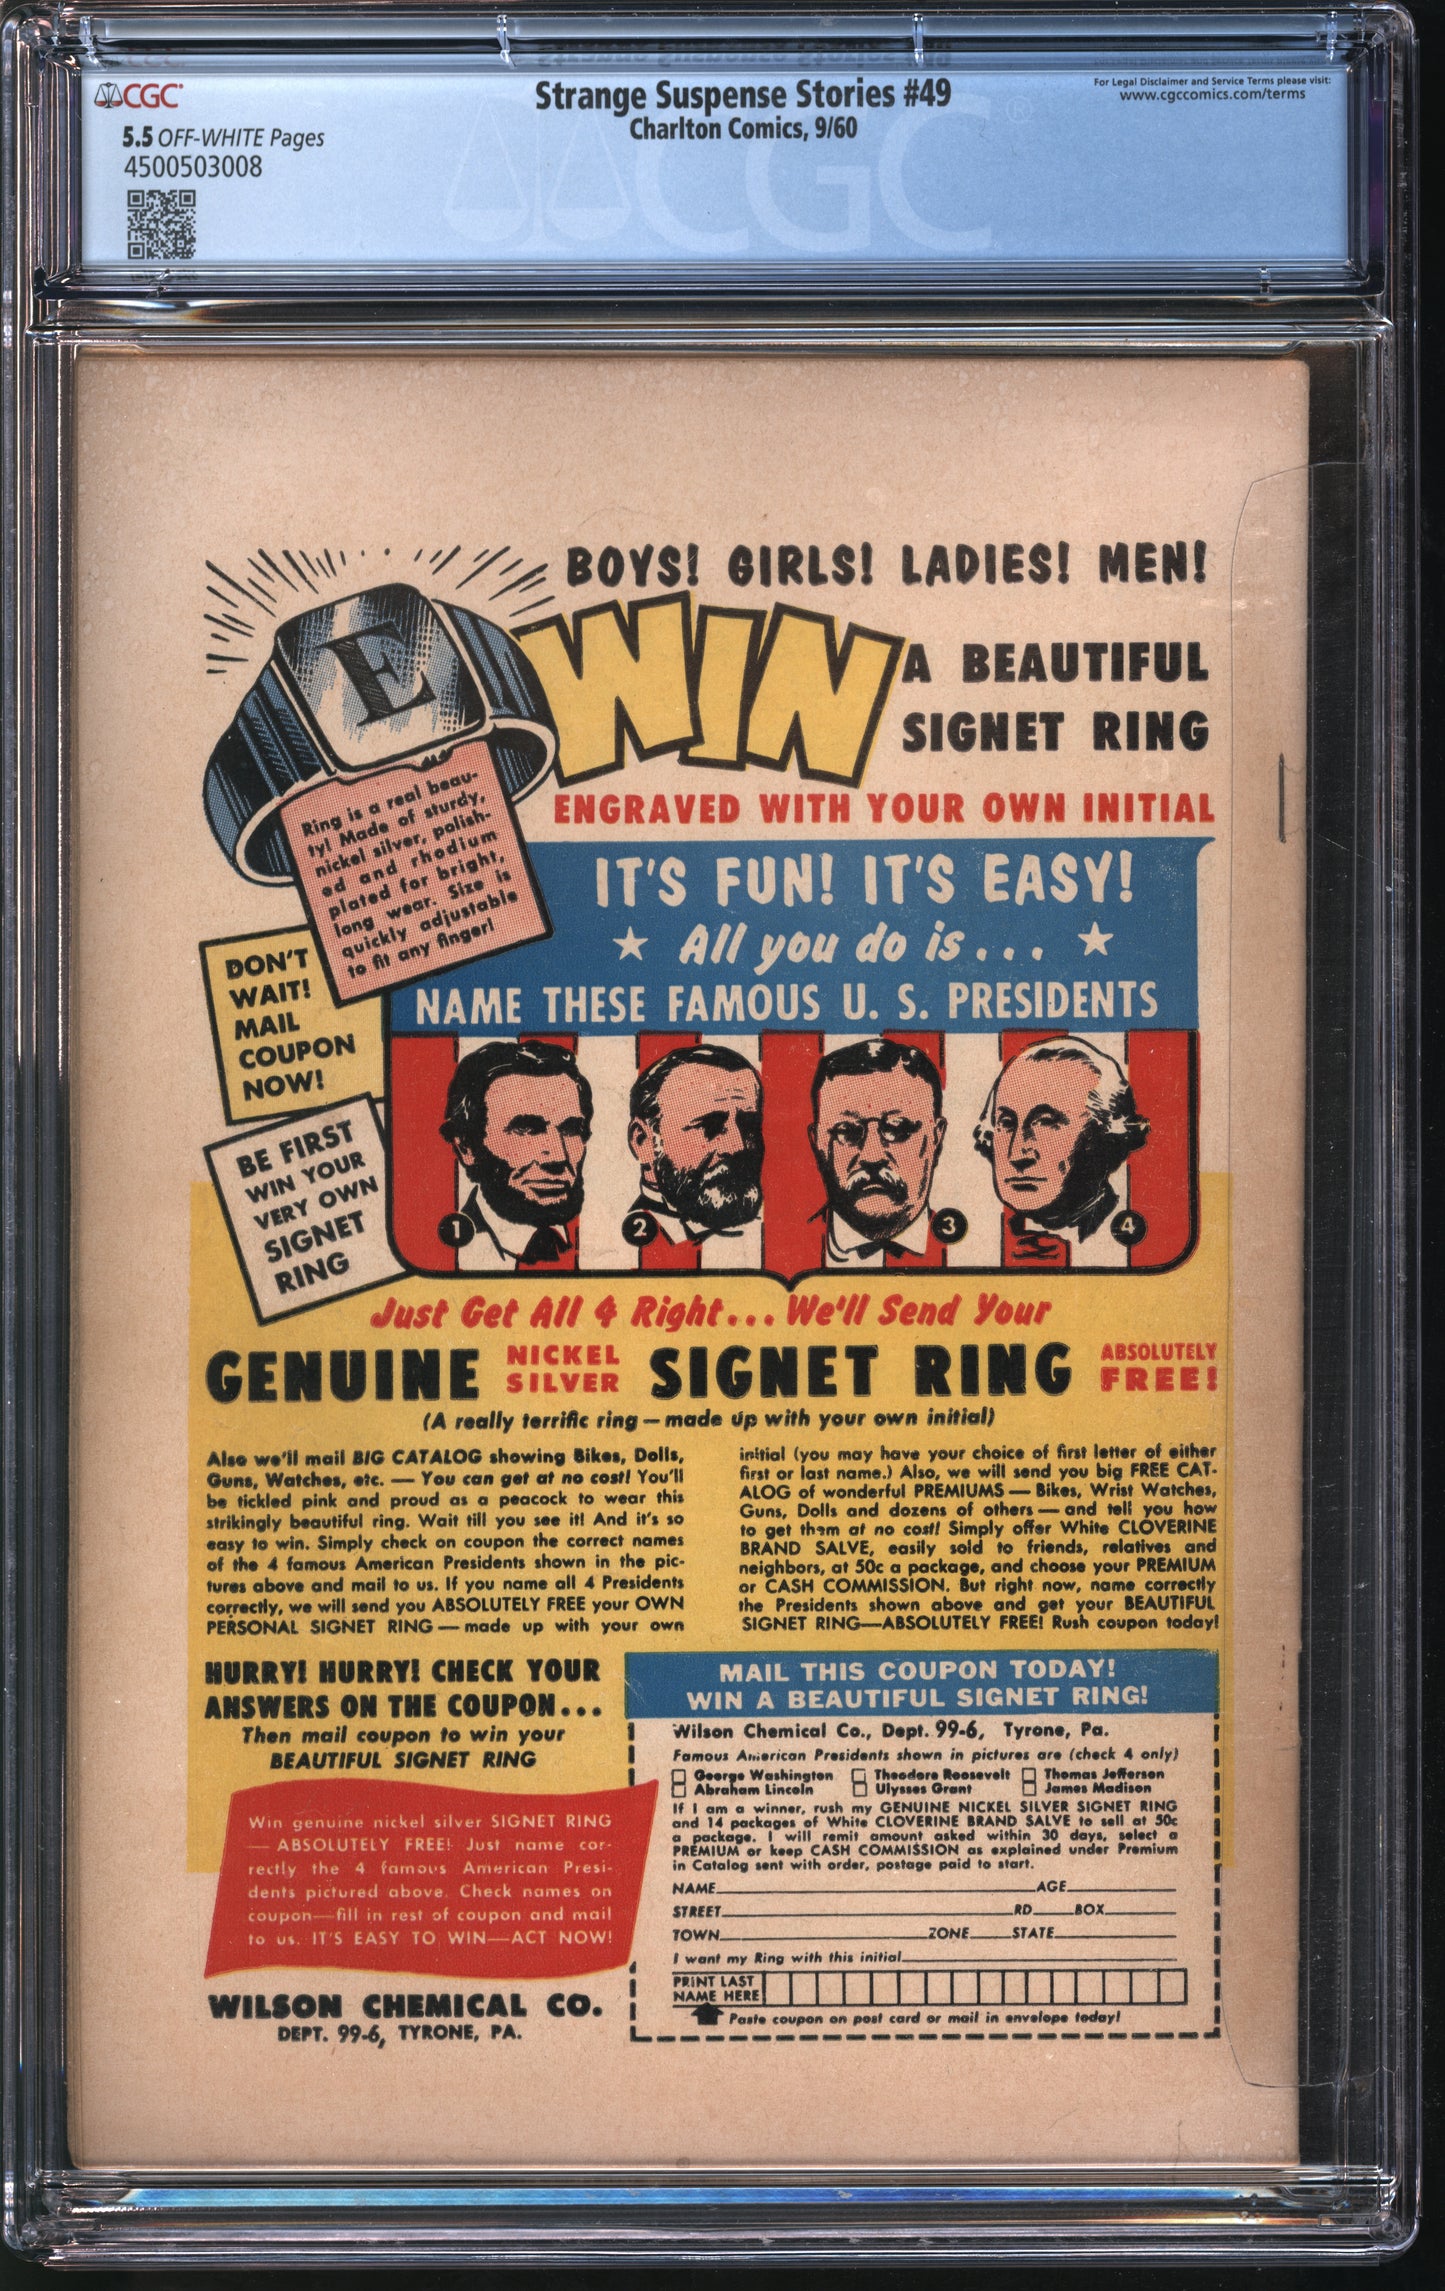 CGC
5.5 OFF-WHITE Pages
4500503008
Strange Suspense Stories #49
Charlton Comics, 9/60
For Legal Disclaimer and Service Terms please visit:
www.cgccomics.com/terms
CGC
BOYS! GIRLS! LADIES! MEN!
E
WIN
A BEAUTIFUL
SIGNET RING
ENGRAVED WITH YOUR OWN INITIAL
Ring is a real beau-
ty! Made of sturdy,
nickel silver, polish-
ed and rhodium
plated for bright,
long wear. Size is
quickly adjustable
to fit any finger!
DON'T
WAIT!
MAIL
COUPON
NOW!
BE FIRST
WIN YOUR
VERY OWN
SIGNET
RING
IT'S FUN! IT'S EASY!
★ All you do is... ★
NAME THESE FAMOUS U. S. PRESIDENTS
1 2 3 4
Just Get All 4 Right... We'll Send Your
GENUINE NICKEL SILVER SIGNET RING ABSOLUTELY FREE!
(A really terrific ring — made up with your own initial)
Also we'll mail BIG CATALOG showing Bikes, Dolls,
Guns, Watches, etc. — You can get at no cost! You'll
be tickled pink and proud as a peacock to wear this
strikingly beautiful ring. Wait till you see it! And it's so
easy to win. Simply check on coupon the correct names
of the 4 famous American Presidents shown in the pic-
tures above and mail to us. If you name all 4 Presidents
correctly, we will send you ABSOLUTELY FREE your OWN
PERSONAL SIGNET RING — made up with your own
initial (you may have your choice of first letter of either
first or last name.) Also, we will send you big FREE CAT-
ALOG of wonderful PREMIUMS — Bikes, Wrist Watches,
Guns, Dolls and dozens of others — and tell you how
to get them at no cost! Simply offer White CLOVERINE
BRAND SALVE, easily sold to friends, relatives and
neighbors, at 50c a package, and choose your PREMIUM
or CASH COMMISSION. But right now, name correctly
the Presidents shown above and get your BEAUTIFUL
SIGNET RING—ABSOLUTELY FREE! Rush coupon today!
HURRY! HURRY! CHECK YOUR
ANSWERS ON THE COUPON...
Then mail coupon to win your
BEAUTIFUL SIGNET RING
Win genuine nickel silver SIGNET RING
— ABSOLUTELY FREE! Just name cor-
rectly the 4 famous American Presi-
dents pictured above. Check names on
coupon—fill in rest of coupon and mail
to us. IT'S EASY TO WIN—ACT NOW!
WILSON CHEMICAL CO.
DEPT. 99-6, TYRONE, PA.
MAIL THIS COUPON TODAY!
WIN A BEAUTIFUL SIGNET RING!
Wilson Chemical Co., Dept. 99-6, Tyrone, Pa.
Famous American Presidents shown in pictures are (check 4 only)
George Washington Theodore Roosevelt Thomas Jefferson
Abraham Lincoln Ulysses Grant James Madison
If I am a winner, rush my GENUINE NICKEL SILVER SIGNET RING
and 14 packages of White CLOVERINE BRAND SALVE to sell at 50c
a package. I will remit amount asked within 30 days, select a
PREMIUM or keep CASH COMMISSION as explained under Premium
in Catalog sent with order, postage paid to start.
NAME AGE
STREET RD BOX
TOWN ZONE STATE
I want my Ring with this initial
PRINT LAST
NAME HERE
Paste coupon on post card or mail in envelope today!